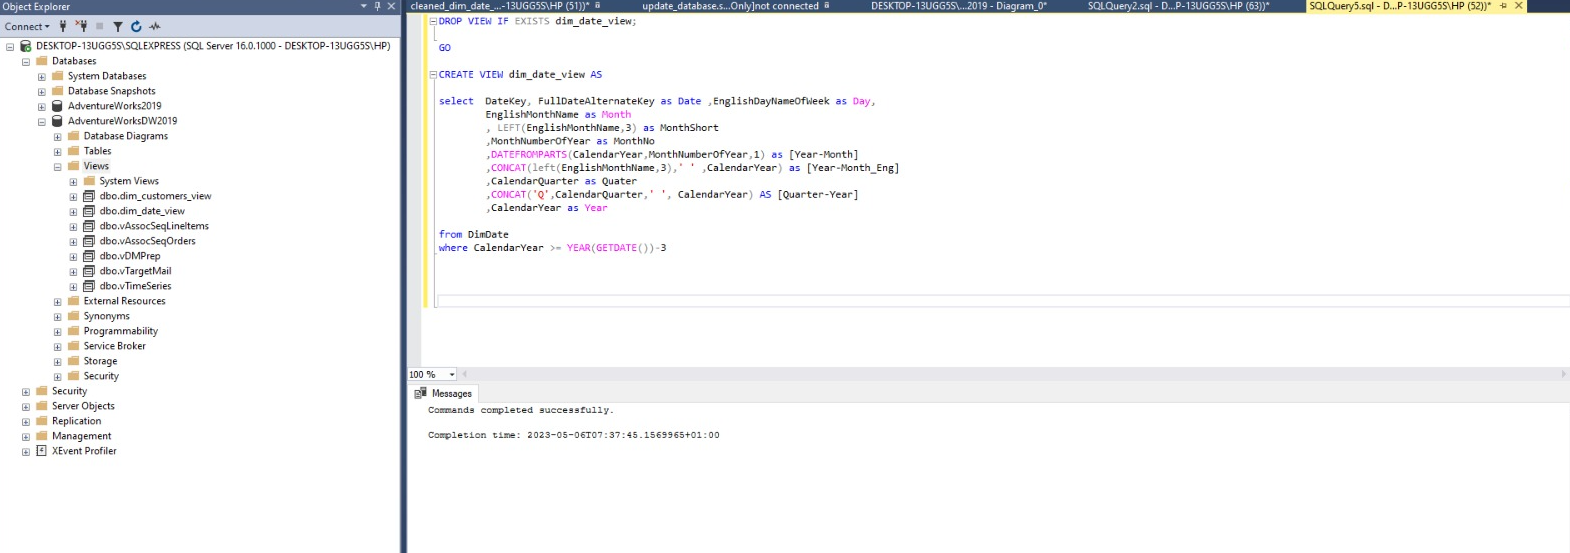 Object Explorer
Connect
DESKTOP-13UGG5S\SQLEXPRESS (SQL Server 16.0.1000 - DESKTOP-13UGG5S\HP)
Databases
System Databases
Database Snapshots
AdventureWorks2019
AdventureWorksDW2019
Database Diagrams
Tables
Views
System Views
dbo.dim_customers_view
dbo.dim_date_view
dbo.vAssocSeqLineItems
dbo.vAssocSeqOrders
dbo.vDMPrep
dbo.vTargetMail
dbo.vTimeSeries
External Resources
Synonyms
Programmability
Service Broker
Storage
Security
Security
Server Objects
Replication
Management
XEvent Profiler
cleaned_dim_date_...-13UGG5S\HP (51))*
update_database.s...Only]not connected
DESKTOP-13UGG5S\...2019 - Diagram_0*
SQLQuery2.sql - D...P-13UGG5S\HP (63))*
SQLQuery5.sql - D...P-13UGG5S\HP (52))*
DROP VIEW IF EXISTS dim_date_view;
GO
CREATE VIEW dim_date_view AS
select DateKey, FullDateAlternateKey as Date ,EnglishDayNameOfWeek as Day,
EnglishMonthName as Month
, LEFT(EnglishMonthName,3) as MonthShort
,MonthNumberOfYear as MonthNo
,DATEFROMPARTS(CalendarYear,MonthNumberOfYear,1) as [Year-Month]
,CONCAT(left(EnglishMonthName,3),' ' ,CalendarYear) as [Year-Month_Eng]
,CalendarQuarter as Quater
,CONCAT('Q',CalendarQuarter,' ', CalendarYear) AS [Quarter-Year]
,CalendarYear as Year
from DimDate
where CalendarYear >= YEAR(GETDATE())-3
100 %
Messages
Commands completed successfully.
Completion time: 2023-05-06T07:37:45.1569965+01:00